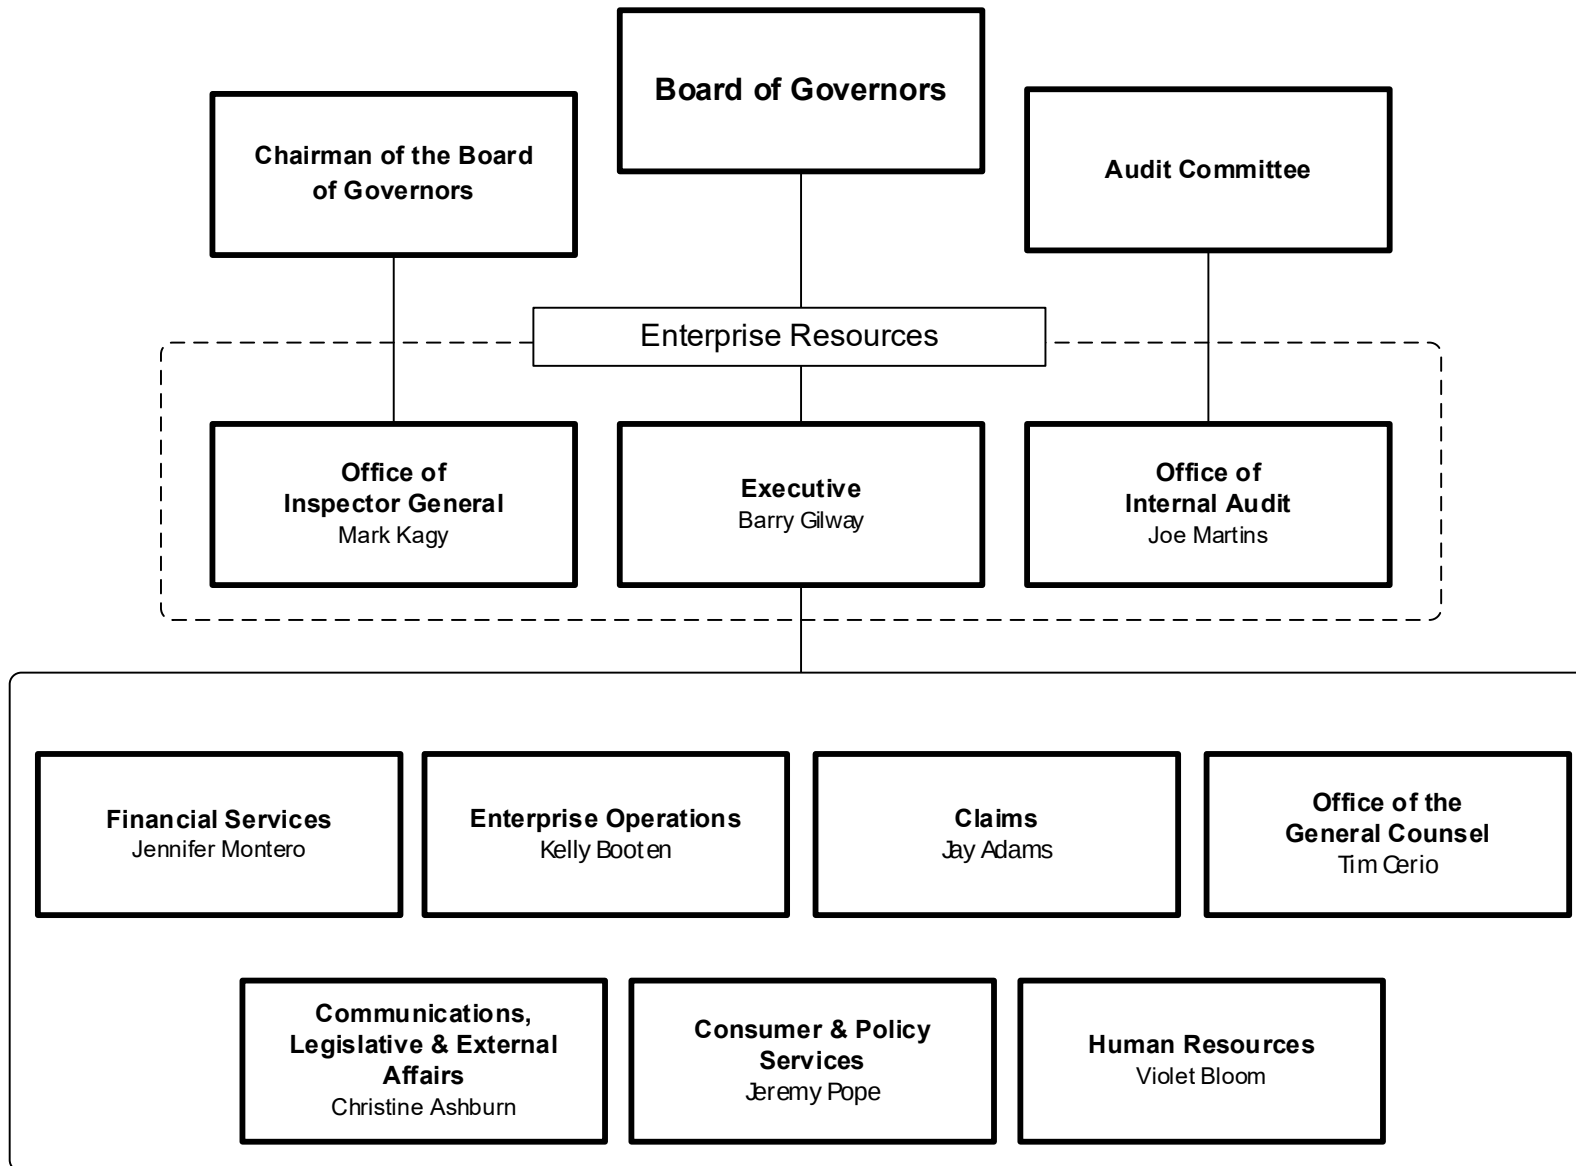 Board of Governors
Chairman of the Board
of Governors
Audit Committee
Enterprise Resources
Office of
Inspector General
Mark Kagy
Executive
Barry Gilway
Office of
Internal Audit
Joe Martins
Financial Services
Jennifer Montero
Enterprise Operations
Kelly Booten
Claims
Jay Adams
Office of the
General Counsel
Tim Cerio
Communications,
Legislative & External
Affairs
Christine Ashburn
Consumer & Policy
Services
Jeremy Pope
Human Resources
Violet Bloom